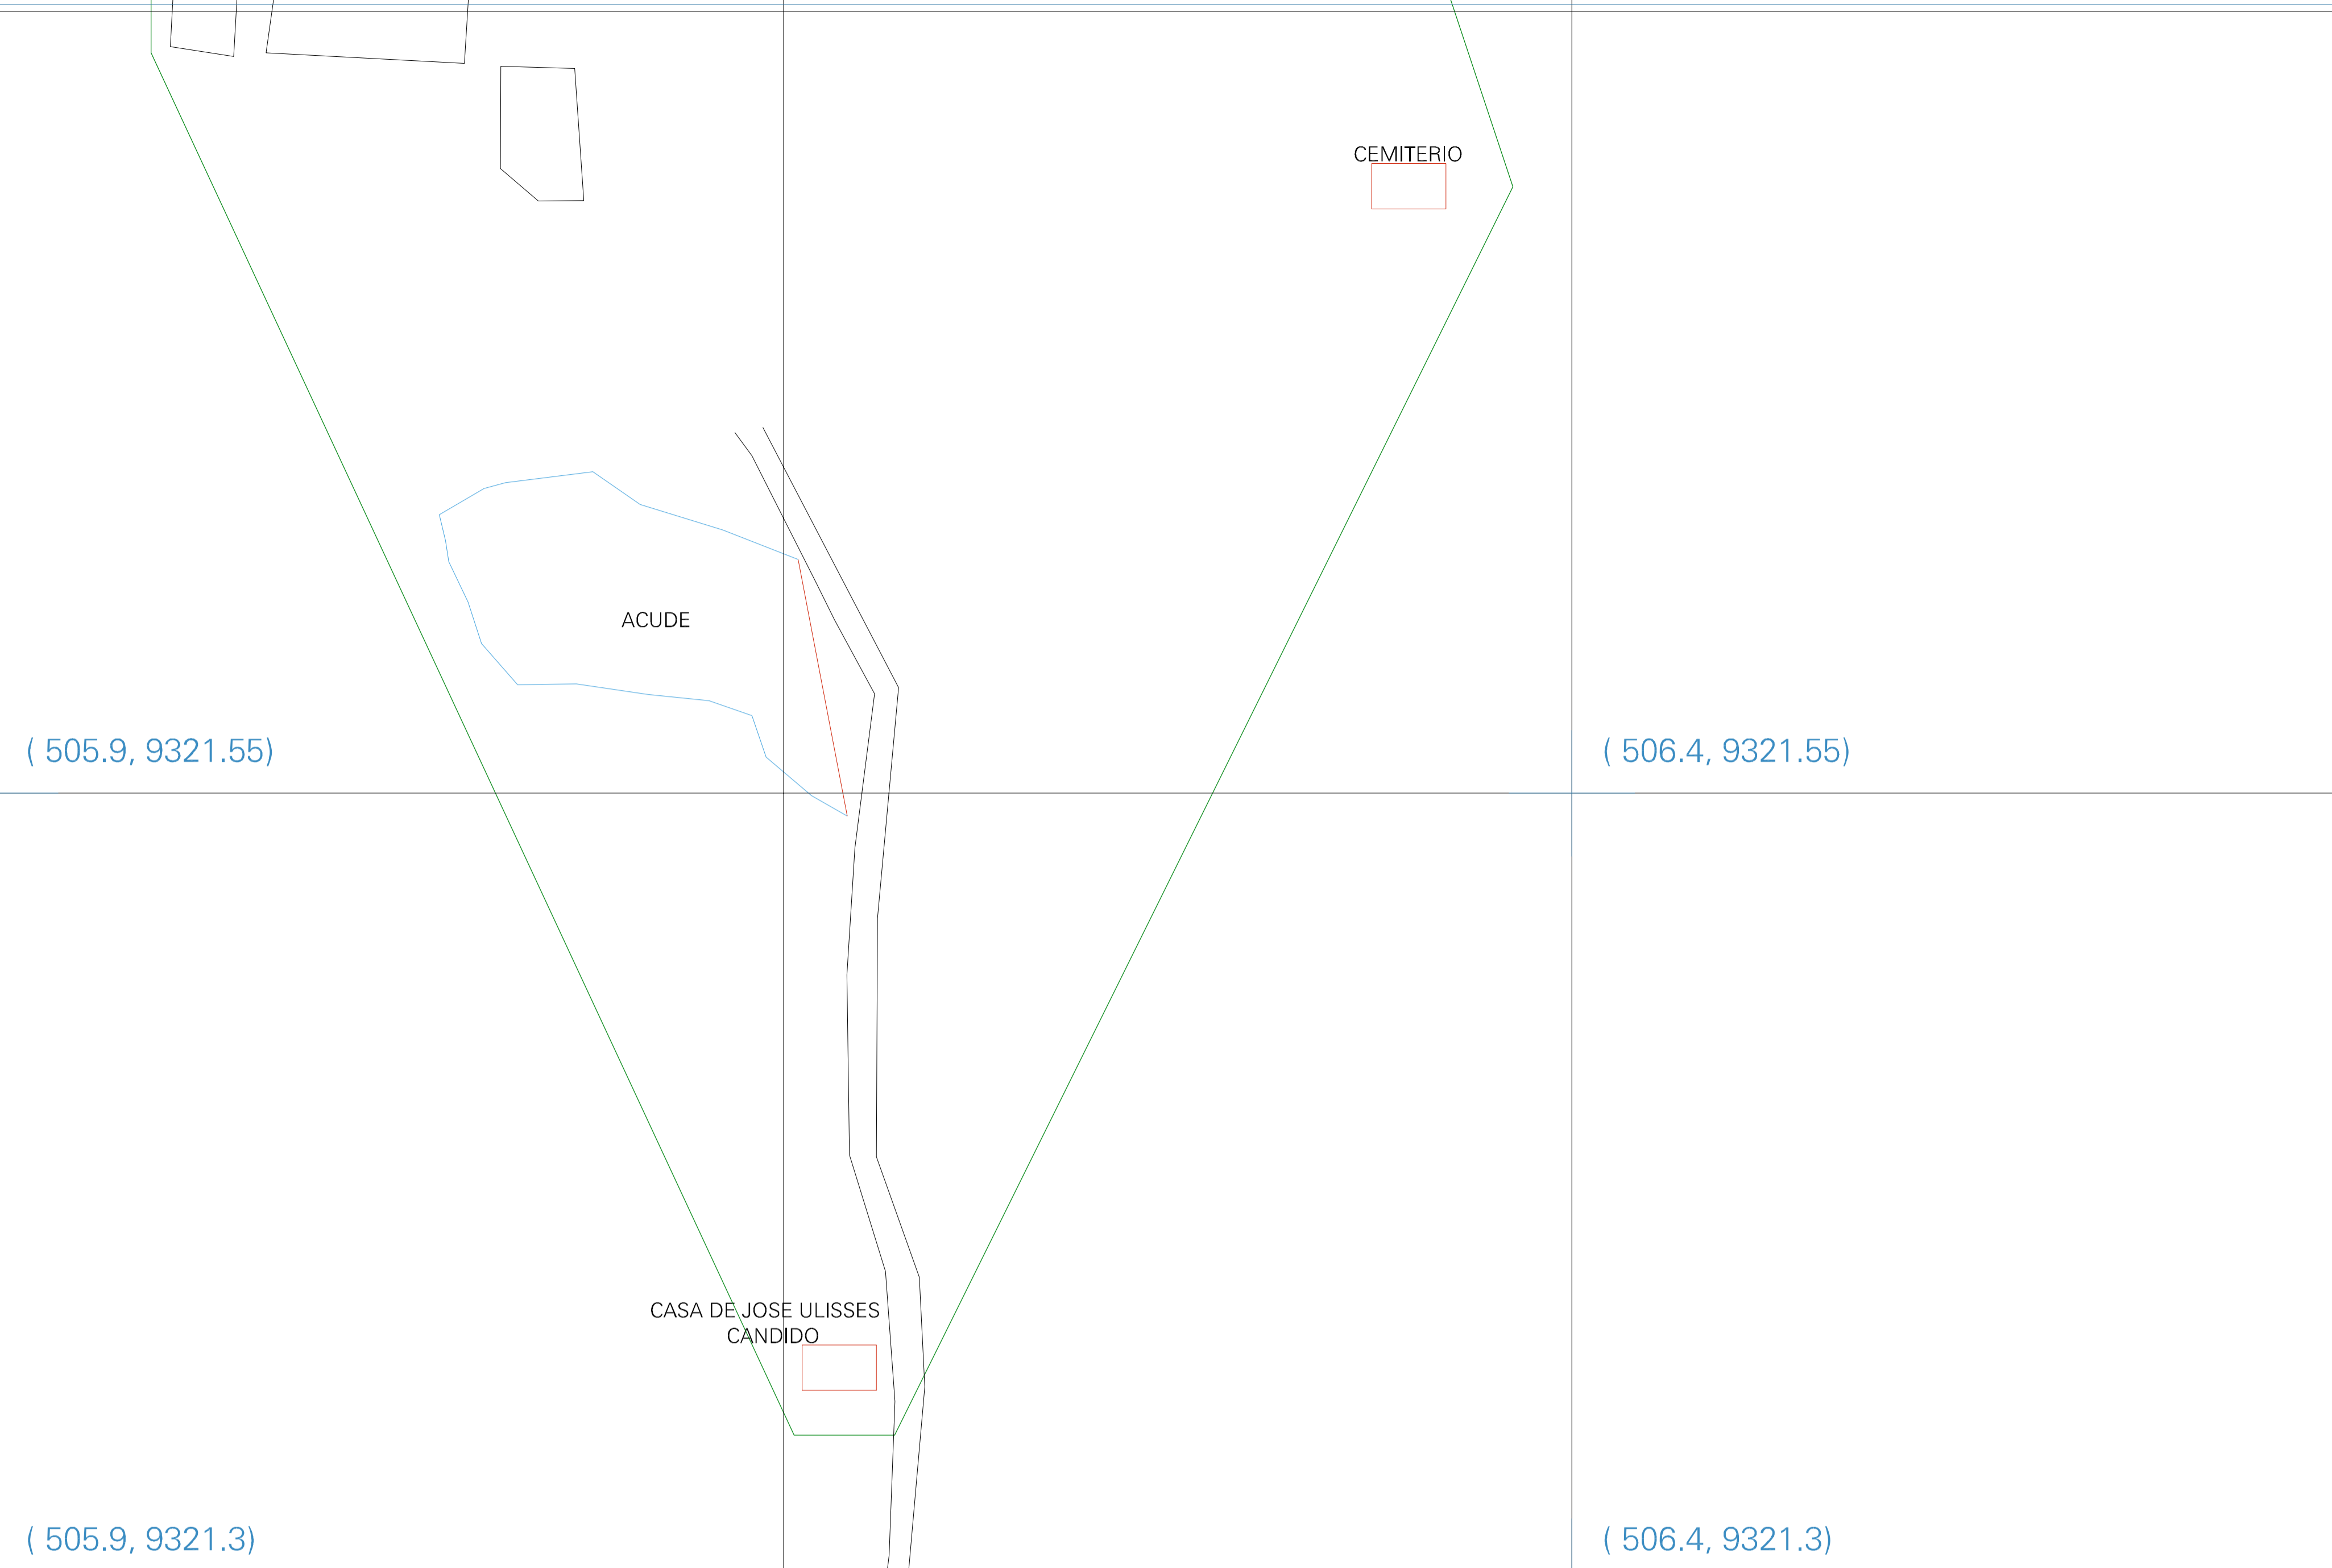 CEMITERIO
ACUDE
( 505.9, 9321.55)
( 506.4, 9321.55)
CASA DE JOSE ULISSES
CANDIDO
( 505.9, 9321.3)
( 506.4, 9321.3)